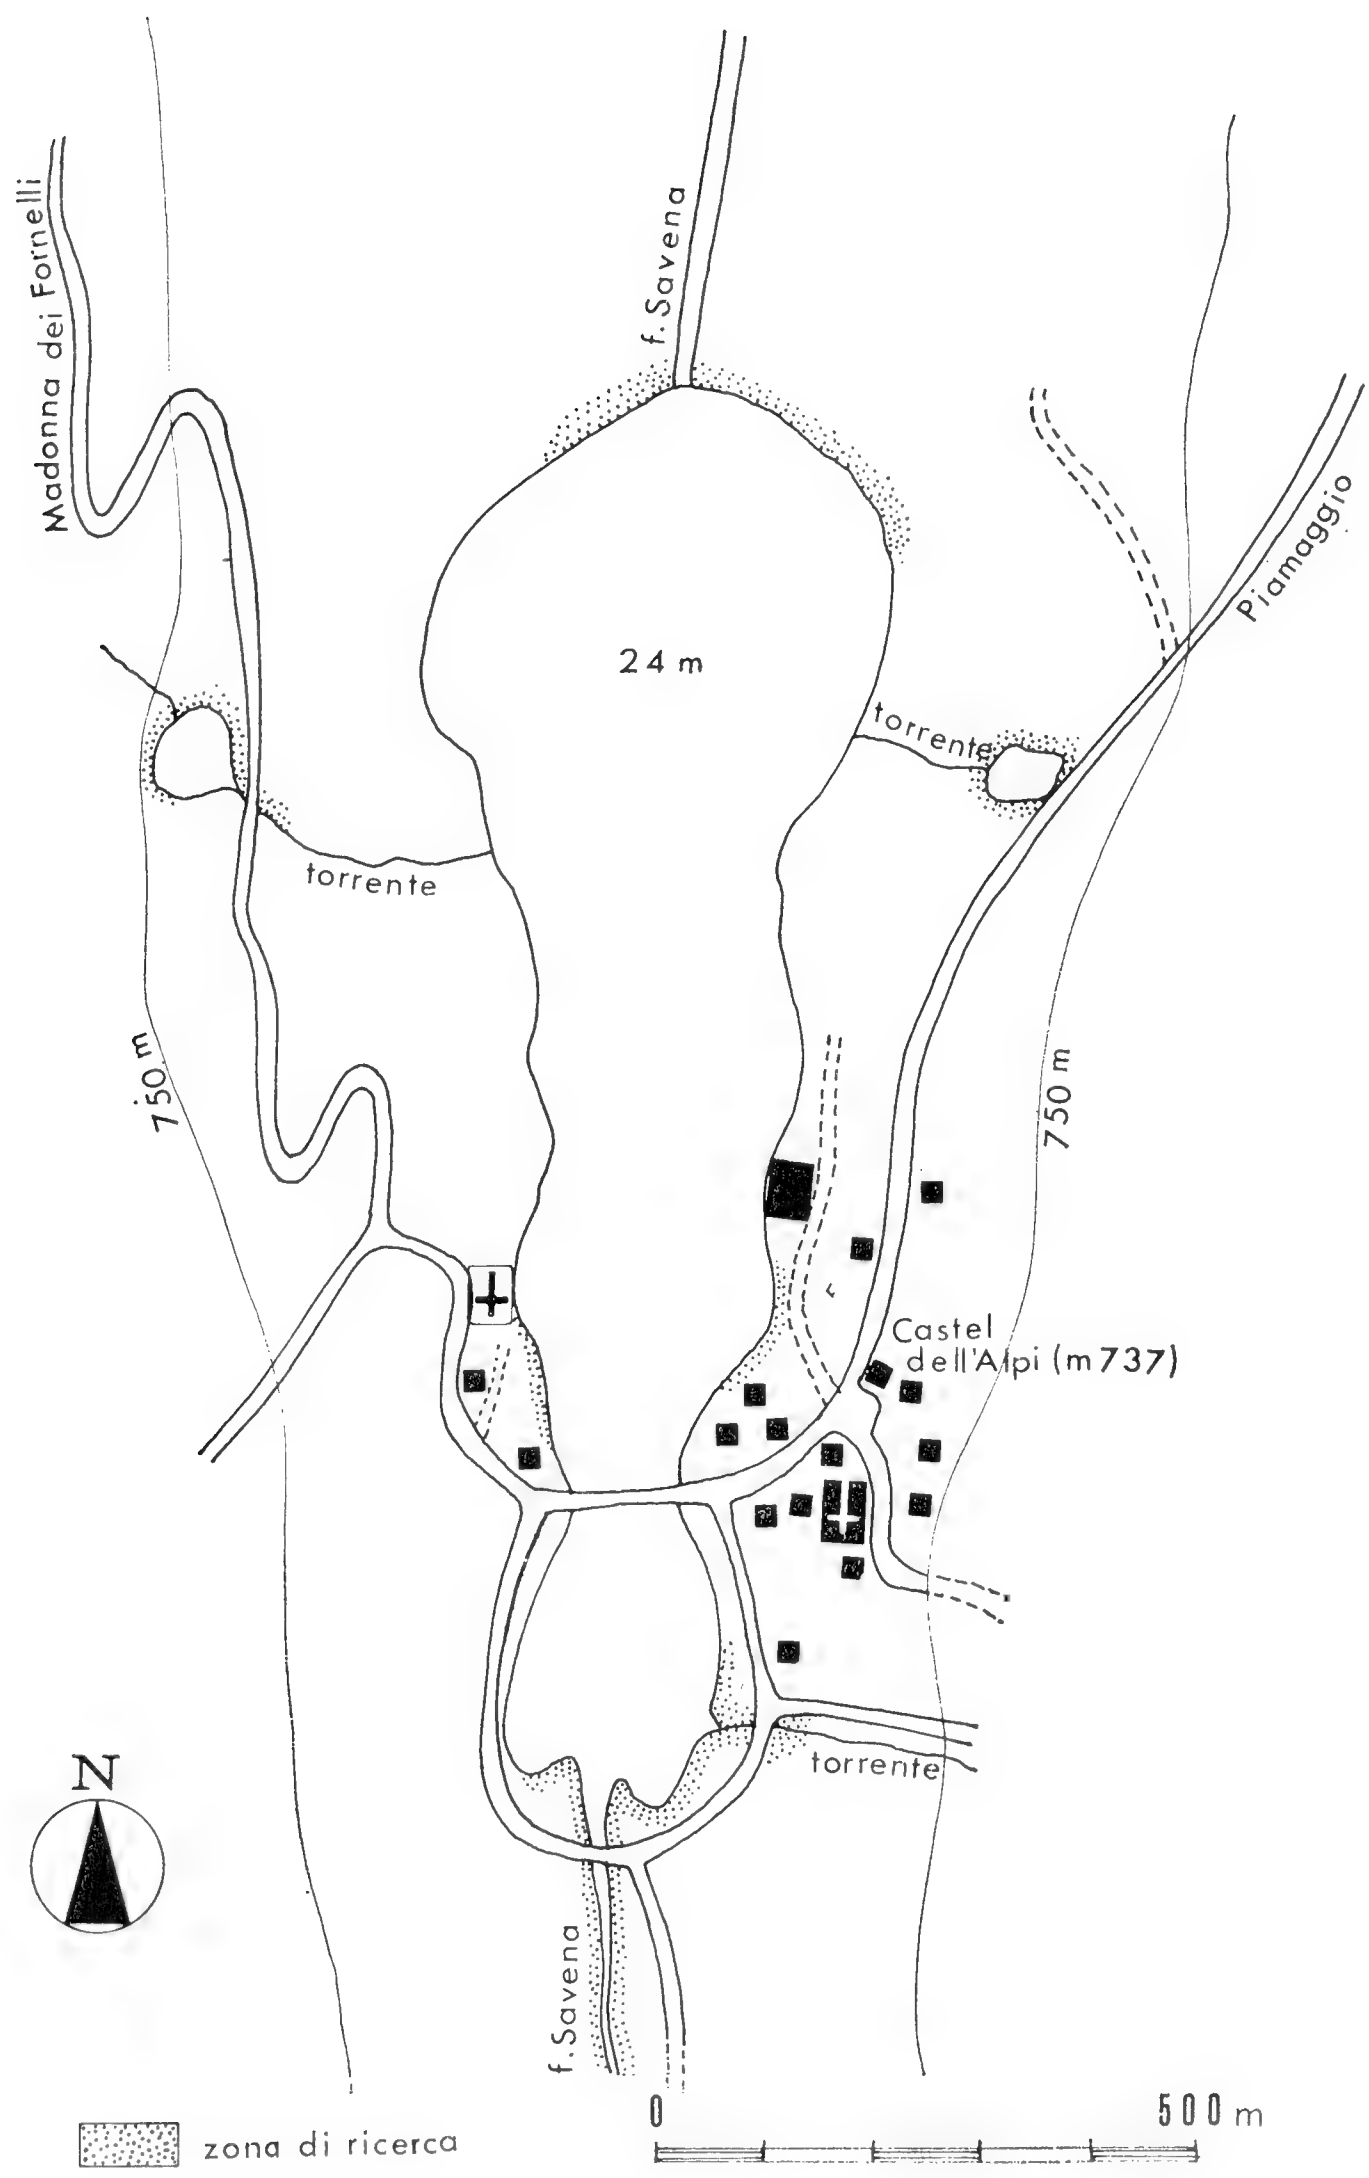 f. Savena
Madonna dei Fornelli
Piamaggio
24 m
torrente
torrente
750 m
750 m
Castel
dell'Alpi (m 737)
torrente
N
f. Savena
0 500 m
zona di ricerca